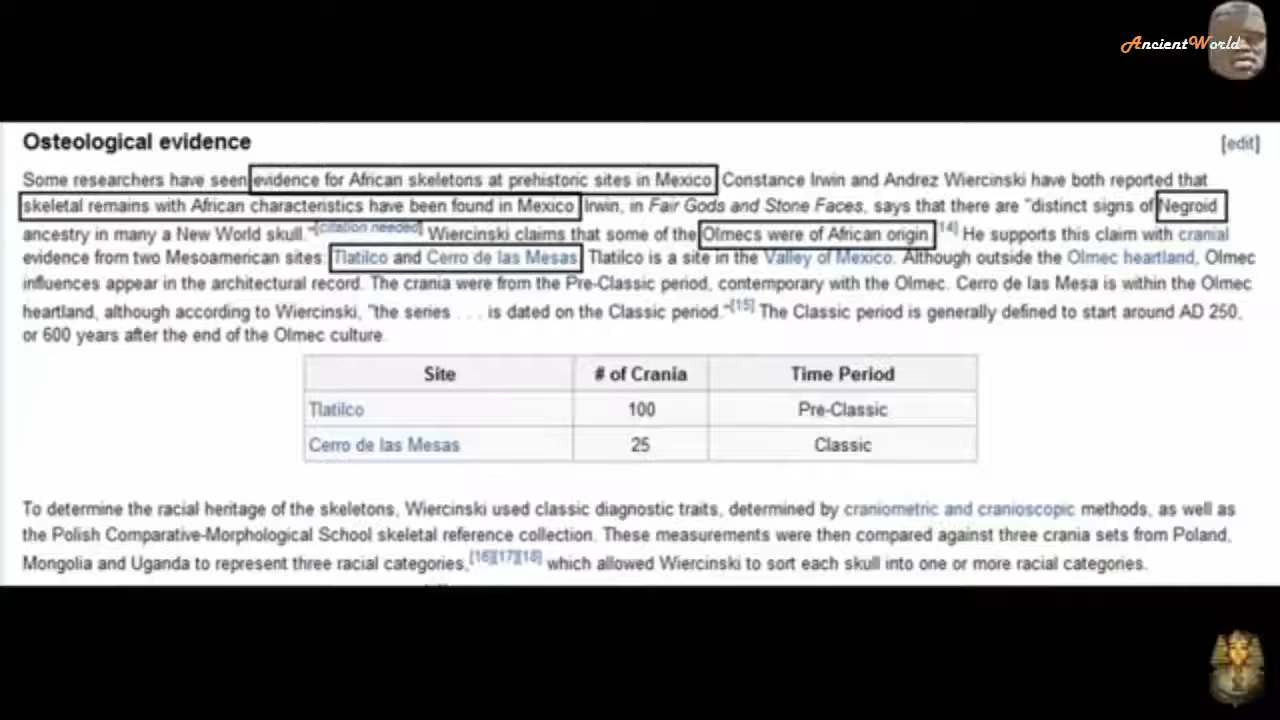 AncientWorld
Osteological evidence
[edit]
Some researchers have seen evidence for African skeletons at prehistoric sites in Mexico. Constance Irwin and Andrez Wiercinski have both reported that
skeletal remains with African characteristics have been found in Mexico. Irwin, in Fair Gods and Stone Faces, says that there are "distinct signs of Negroid
ancestry in many a New World skull."[citation needed] Wiercinski claims that some of the Olmecs were of African origin.[14] He supports this claim with cranial
evidence from two Mesoamerican sites: Tlatilco and Cerro de las Mesas. Tlatilco is a site in the Valley of Mexico. Although outside the Olmec heartland, Olmec
influences appear in the architectural record. The crania were from the Pre-Classic period, contemporary with the Olmec. Cerro de las Mesa is within the Olmec
heartland, although according to Wiercinski, "the series . . . is dated on the Classic period."[15] The Classic period is generally defined to start around AD 250,
or 600 years after the end of the Olmec culture.
Site # of Crania Time Period
Tlatilco 100 Pre-Classic
Cerro de las Mesas 25 Classic
To determine the racial heritage of the skeletons, Wiercinski used classic diagnostic traits, determined by craniometric and cranioscopic methods, as well as
the Polish Comparative-Morphological School skeletal reference collection. These measurements were then compared against three crania sets from Poland,
Mongolia and Uganda to represent three racial categories,[16][17][18] which allowed Wiercinski to sort each skull into one or more racial categories.